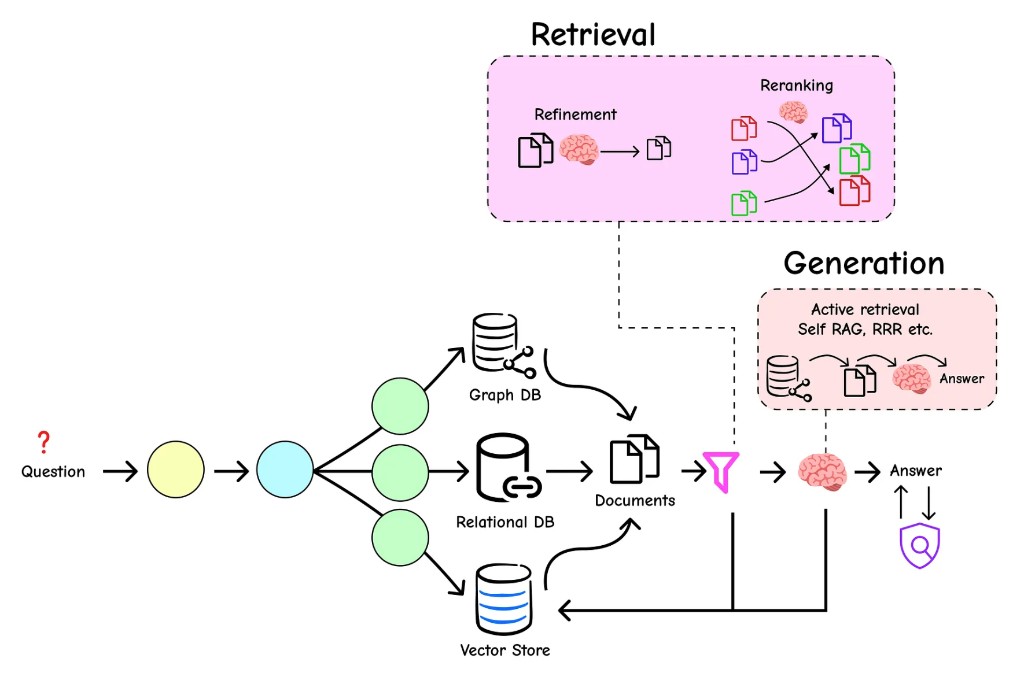 Retrieval
Reranking
Refinement
Generation
Active retrieval
Self RAG, RRR etc.
Answer
Graph DB
?
Question
Answer
Documents
Relational DB
Vector Store